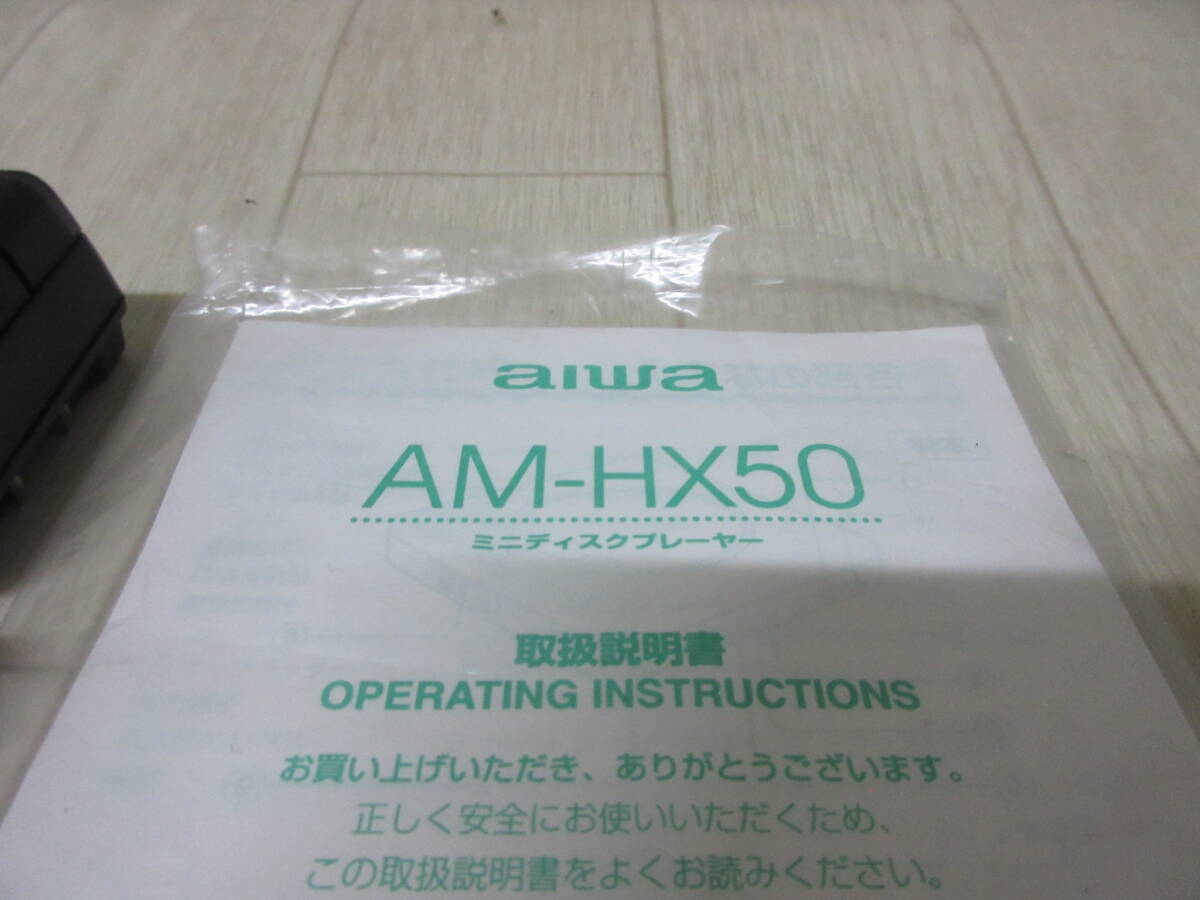 aiwa
AM-HX50
ミニディスクプレーヤー
取扱説明書
OPERATING INSTRUCTIONS
お買い上げいただき、ありがとうございます。
正しく安全にお使いいただくため、
この取扱説明書をよくお読みください。